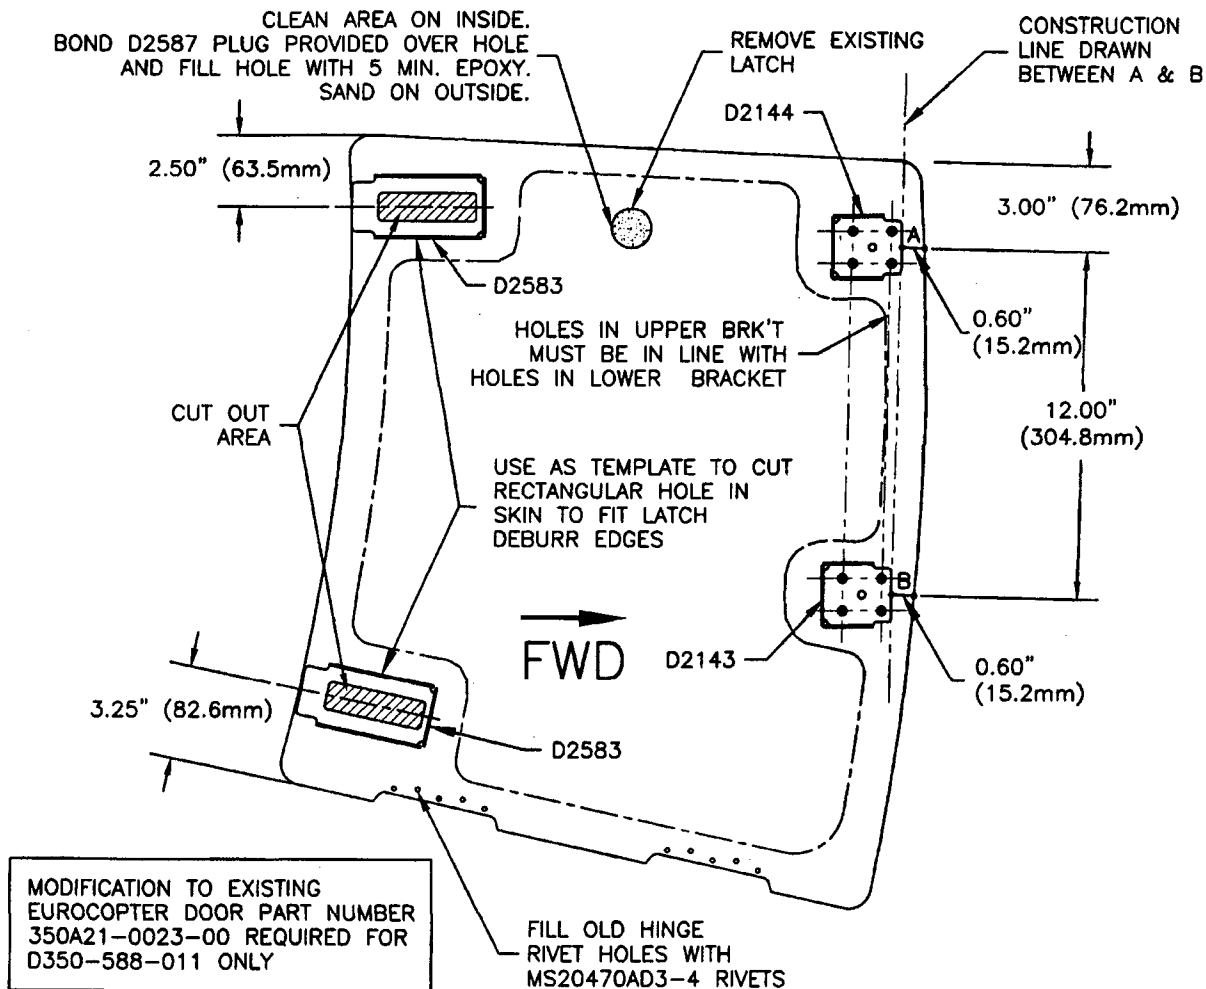 CLEAN AREA ON INSIDE.
BOND D2587 PLUG PROVIDED OVER HOLE
AND FILL HOLE WITH 5 MIN. EPOXY.
SAND ON OUTSIDE.
REMOVE EXISTING
LATCH
CONSTRUCTION
LINE DRAWN
BETWEEN A & B
D2144
2.50" (63.5mm)
3.00" (76.2mm)
A
D2583
0.60"
(15.2mm)
HOLES IN UPPER BRK'T
MUST BE IN LINE WITH
HOLES IN LOWER BRACKET
CUT OUT
AREA
12.00"
(304.8mm)
USE AS TEMPLATE TO CUT
RECTANGULAR HOLE IN
SKIN TO FIT LATCH
DEBURR EDGES
B
FWD
D2143
0.60"
(15.2mm)
3.25" (82.6mm)
D2583
MODIFICATION TO EXISTING
EUROCOPTER DOOR PART NUMBER
350A21-0023-00 REQUIRED FOR
D350-588-011 ONLY
FILL OLD HINGE
RIVET HOLES WITH
MS20470AD3-4 RIVETS